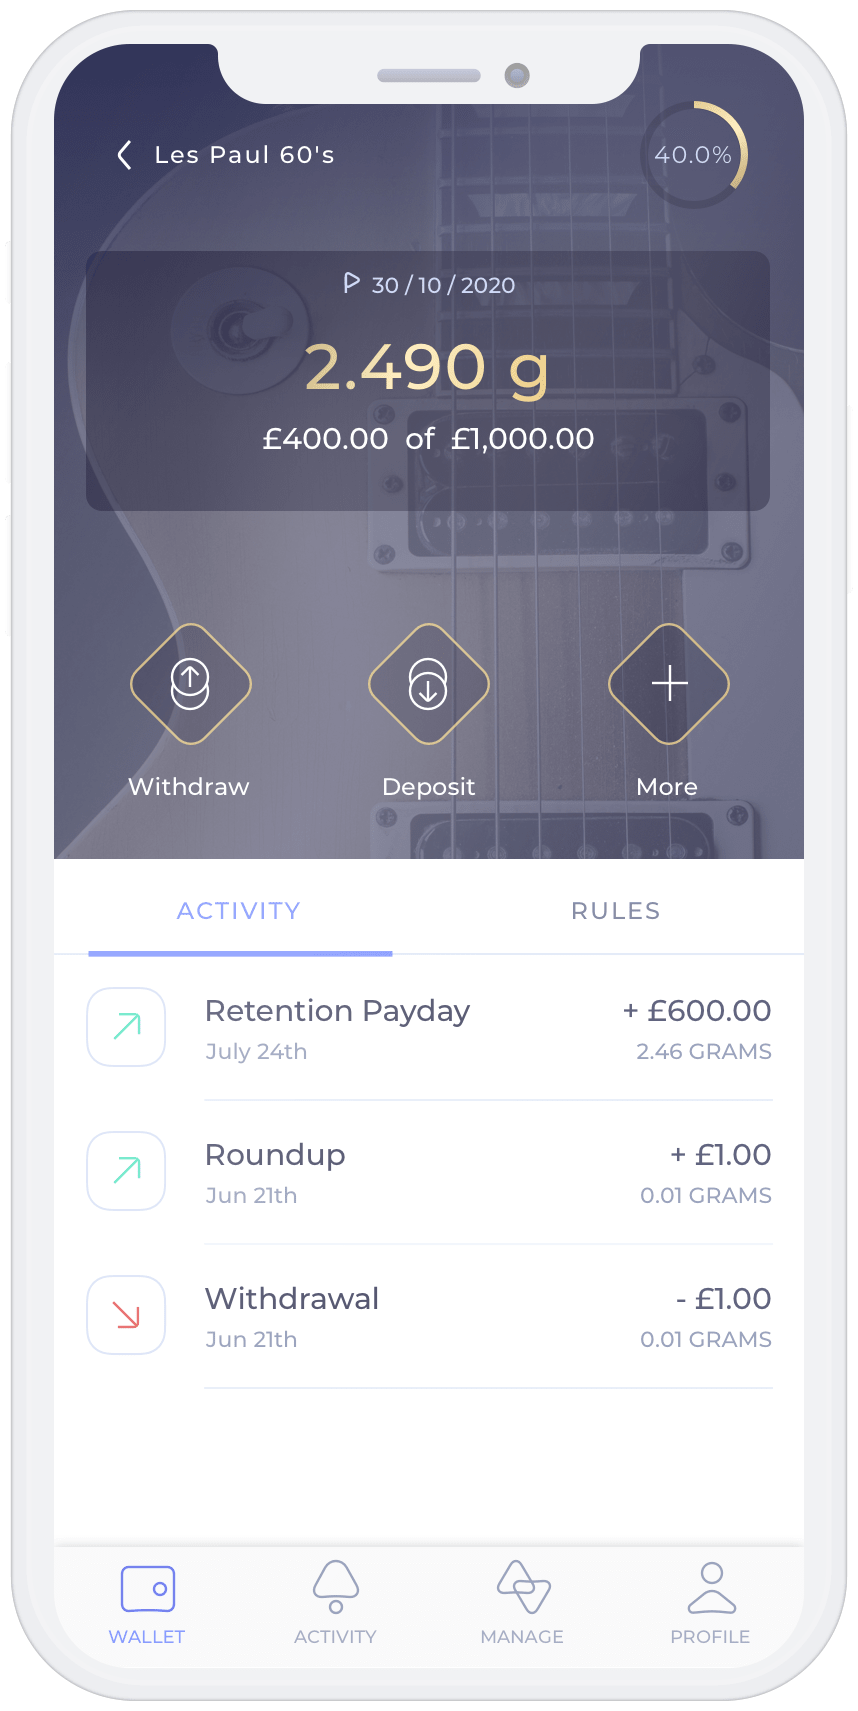 Les Paul 60's
40.0%
30 / 10 / 2020
2.490 g
£400.00 of £1,000.00
Withdraw
Deposit
More
ACTIVITY
RULES
Retention Payday
+ £600.00
July 24th
2.46 GRAMS
Roundup
+ £1.00
Jun 21th
0.01 GRAMS
Withdrawal
- £1.00
Jun 21th
0.01 GRAMS
WALLET
ACTIVITY
MANAGE
PROFILE